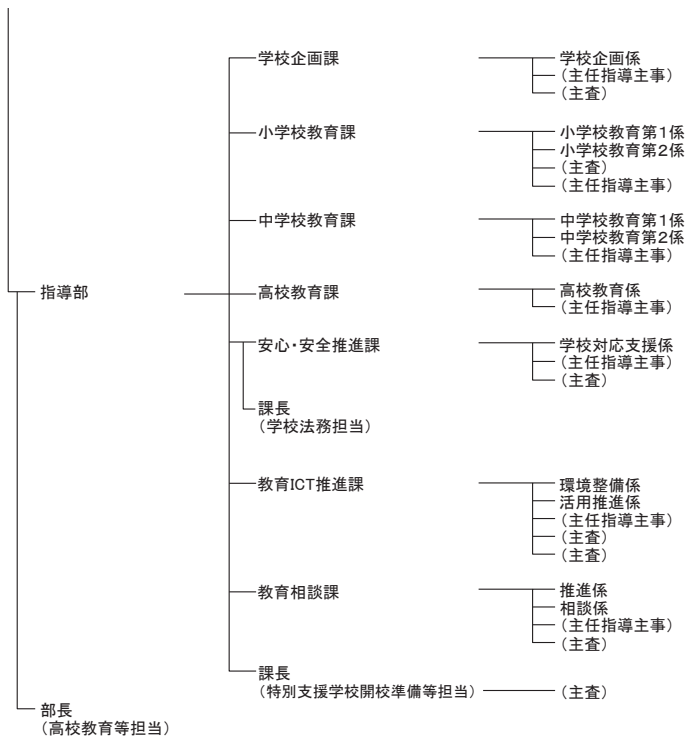 学校企画課
学校企画係
（主任指導主事）
（主査）
小学校教育課
小学校教育第１係
小学校教育第２係
（主査）
（主任指導主事）
中学校教育課
中学校教育第１係
中学校教育第２係
（主任指導主事）
指導部
高校教育課
高校教育係
（主任指導主事）
安心・安全推進課
学校対応支援係
（主任指導主事）
（主査）
課長
（学校法務担当）
教育ICT推進課
環境整備係
活用推進係
（主任指導主事）
（主査）
（主査）
教育相談課
推進係
相談係
（主任指導主事）
（主査）
課長
（特別支援学校開校準備等担当）
（主査）
部長
（高校教育等担当）